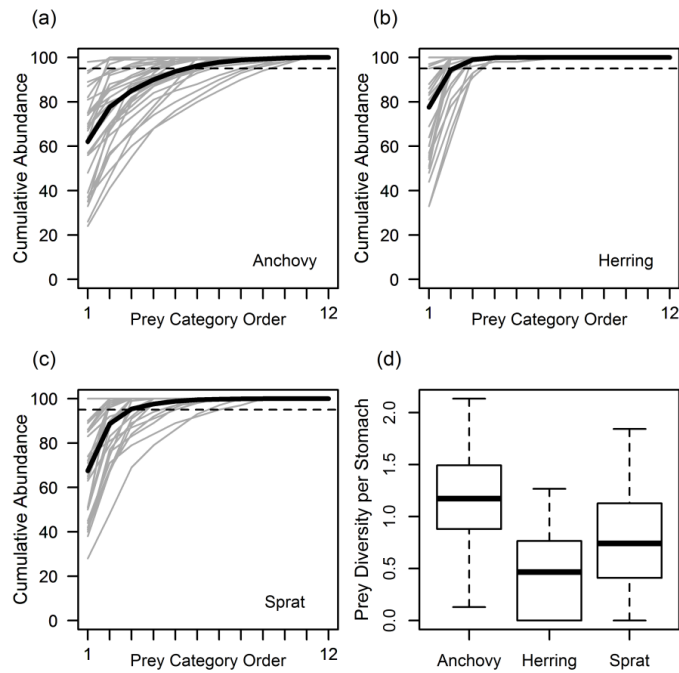 (a)
100
80
60
40
20
0
Cumulative Abundance
Anchovy
1
12
Prey Category Order
(b)
100
80
60
40
20
0
Cumulative Abundance
Herring
1
12
Prey Category Order
(c)
100
80
60
40
20
0
Cumulative Abundance
Sprat
1
12
Prey Category Order
(d)
2.0
1.5
1.0
0.5
0.0
Prey Diversity per Stomach
Anchovy Herring Sprat